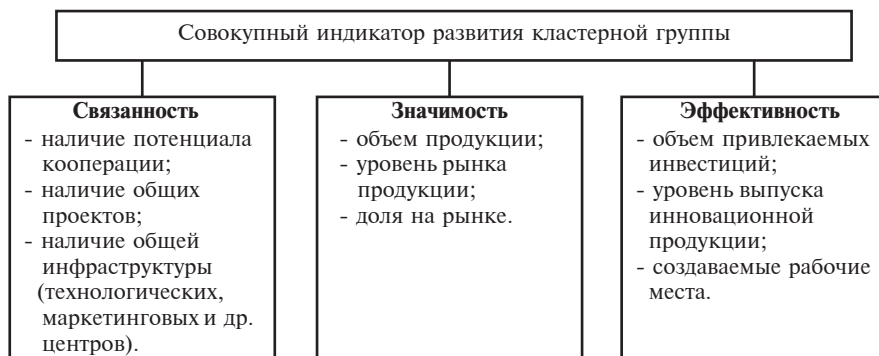 Совокупный индикатор развития кластерной группы
Связанность
- наличие потенциала
кооперации;
- наличие общих
проектов;
- наличие общей
инфраструктуры
(технологических,
маркетинговых и др.
центров).
Значимость
- объем продукции;
- уровень рынка
продукции;
- доля на рынке.
Эффективность
- объем привлекаемых
инвестиций;
- уровень выпуска
инновационной
продукции;
- создаваемые рабочие
места.